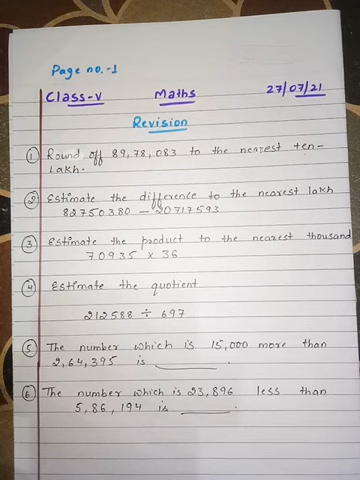 Page no.-1
Class-V Maths 27/07/21
Revision
① Round off 89,78,083 to the nearest ten-
Lakh.
② Estimate the difference to the nearest lakh
82750380 - 20717593
③ Estimate the product to the nearest thousand
70935 x 36
④ Estimate the quotient
212588 ÷ 697
⑤ The number which is 15,000 more than
2,64,395 is ________.
⑥ The number which is 23,896 less than
5,86,194 is ________.